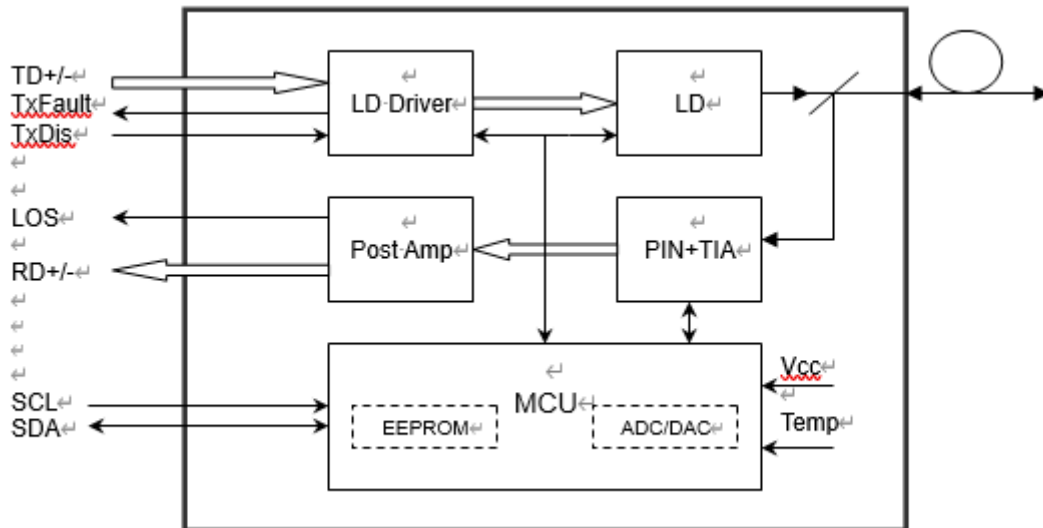 TD+/-↵
TxFault↵
TxDis↵
↵
↵
LOS↵
↵
RD+/-↵
↵
↵
↵
↵
SCL↵
SDA↵
↵
LD·Driver↵
↵
LD↵
↵
Post·Amp↵
↵
PIN+TIA↵
↵
MCU↵
EEPROM↵
ADC/DAC↵
Vcc↵
↵
Temp↵